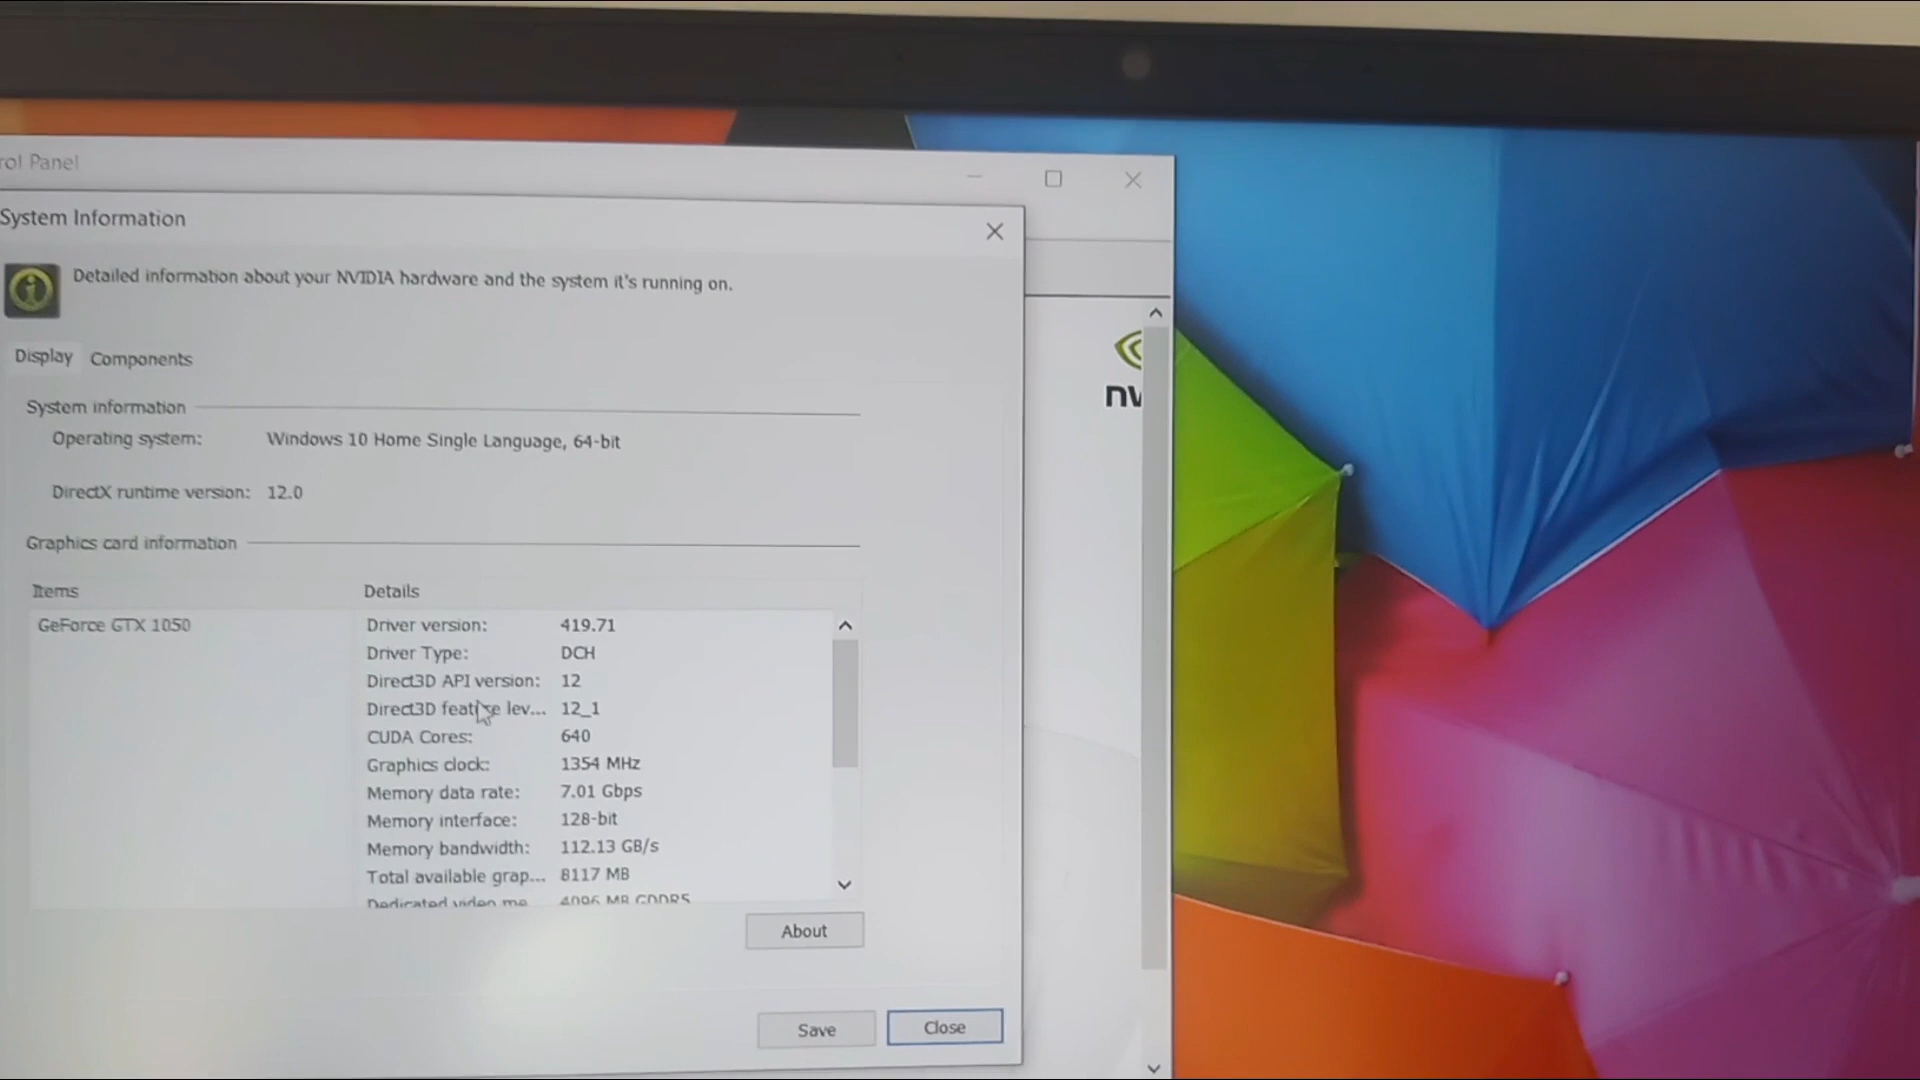 rol Panel
System Information
Detailed information about your NVIDIA hardware and the system it's running on.
Display Components
System information
Operating system: Windows 10 Home Single Language, 64-bit
DirectX runtime version: 12.0
Graphics card information
Items Details
GeForce GTX 1050 Driver version: 419.71
Driver Type: DCH
Direct3D API version: 12
Direct3D feature lev... 12_1
CUDA Cores: 640
Graphics clock: 1354 MHz
Memory data rate: 7.01 Gbps
Memory interface: 128-bit
Memory bandwidth: 112.13 GB/s
Total available grap... 8117 MB
Dedicated video me 4096 MB GDDR5
About
Save Close
nv